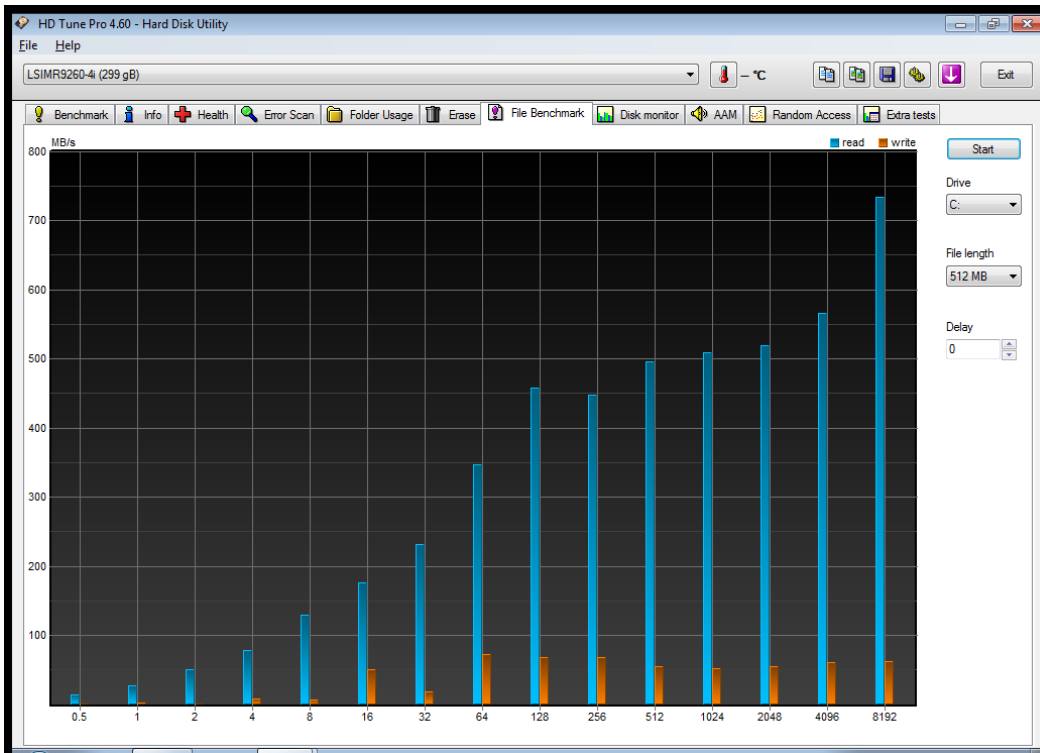 HD Tune Pro 4.60 - Hard Disk Utility
File Help
LSIMR9260-4i (299 gB)
– °C
Exit
Benchmark Info Health Error Scan Folder Usage Erase File Benchmark Disk monitor AAM Random Access Extra tests
MB/s
read write
Start
800
700
600
500
400
300
200
100
0.5 1 2 4 8 16 32 64 128 256 512 1024 2048 4096 8192
Drive
C:
File length
512 MB
Delay
0